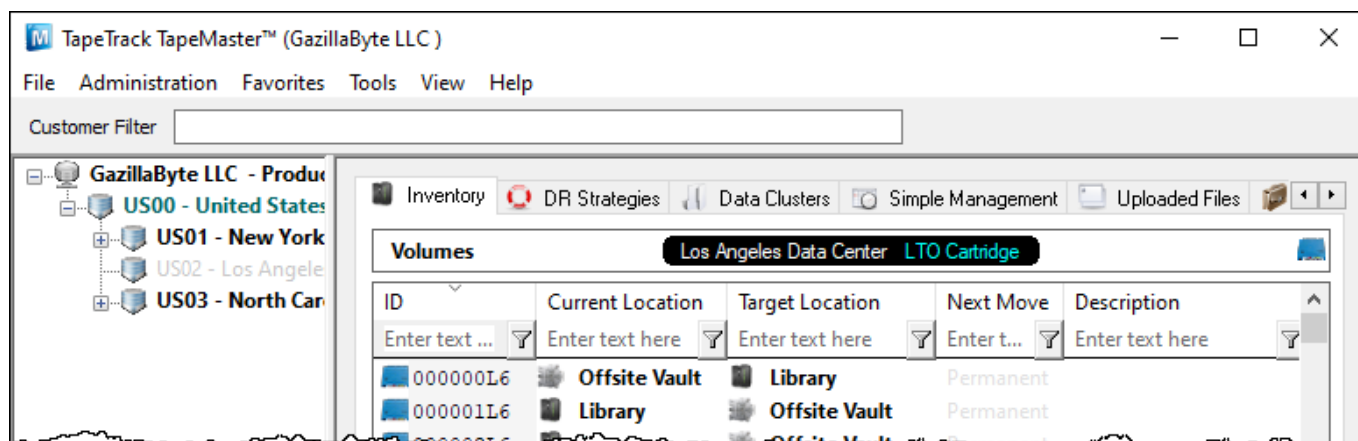 TapeTrack TapeMaster™ (GazillaByte LLC )
File Administration Favorites Tools View Help
Customer Filter
GazillaByte LLC - Produc
US00 - United States
US01 - New York
US02 - Los Angele
US03 - North Car
Inventory DR Strategies Data Clusters Simple Management Uploaded Files
Volumes Los Angeles Data Center LTO Cartridge
ID Current Location Target Location Next Move Description
Enter text ... Enter text here Enter text here Enter t... Enter text here
000000L6 Offsite Vault Library Permanent
000001L6 Library Offsite Vault Permanent